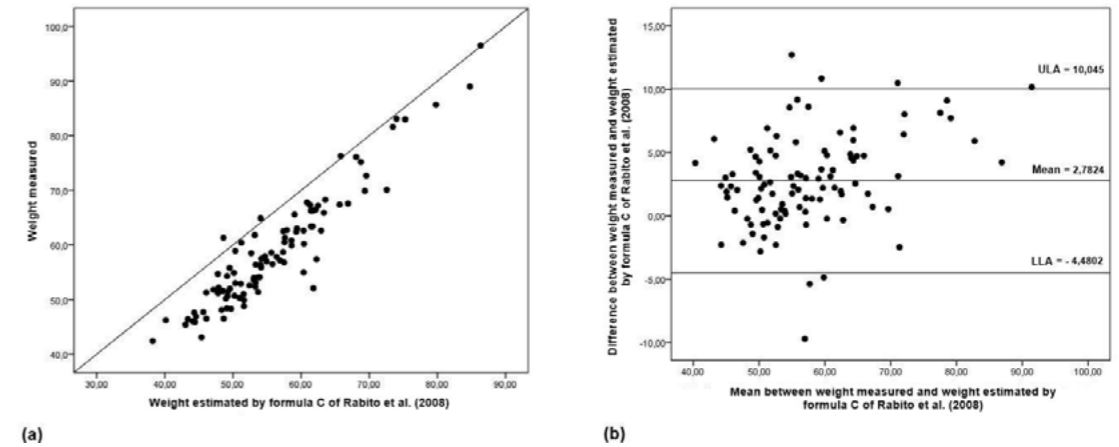 100,0
90,0
80,0
70,0
60,0
50,0
40,0
Weight measured
30,00 40,00 50,00 60,00 70,00 80,00 90,00
Weight estimated by formula C of Rabito et al. (2008)
(a)
15,00
10,00
5,00
0,00
-5,00
-10,00
Difference between weight measured and weight estimated
by formula C of Rabito et al. (2008)
ULA = 10,045
Mean = 2,7824
LLA = - 4,4802
40,00 50,00 60,00 70,00 80,00 90,00 100,00
Mean between weight measured and weight estimated by
formula C of Rabito et al. (2008)
(b)